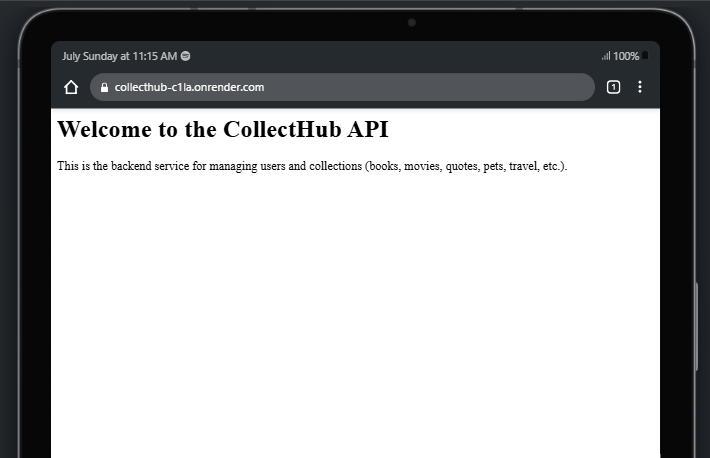 July Sunday at 11:15 AM
100%
collecthub-c1la.onrender.com
1
Welcome to the CollectHub API
This is the backend service for managing users and collections (books, movies, quotes, pets, travel, etc.).